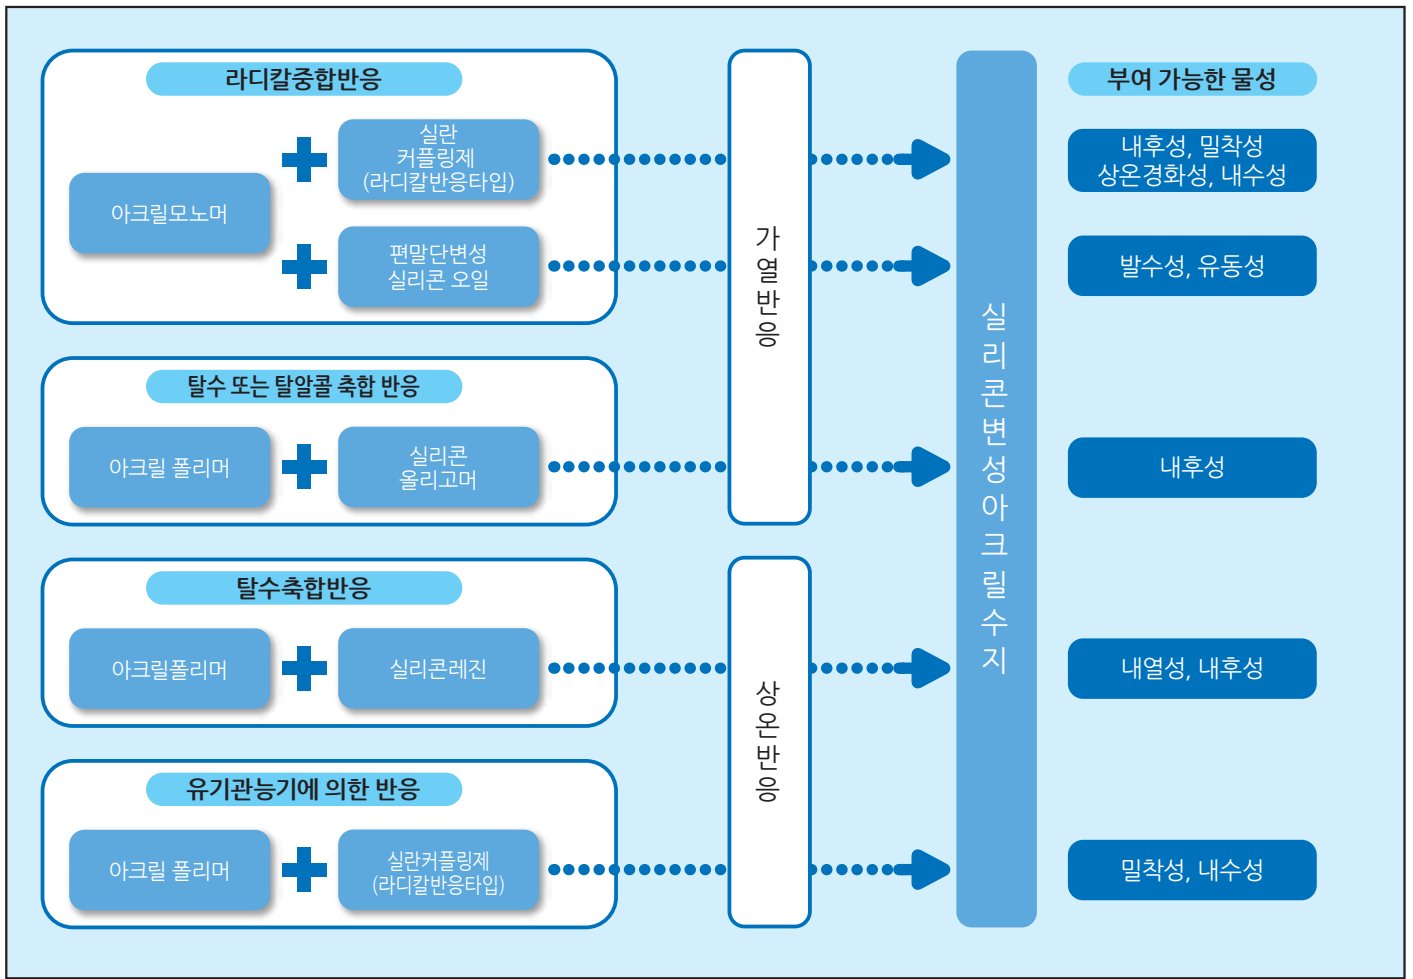 라디칼중합반응
아크릴모노머
실란
커플링제
(라디칼반응타입)
편말단변성
실리콘 오일
탈수 또는 탈알콜 축합 반응
아크릴 폴리머
실리콘
올리고머
탈수축합반응
아크릴폴리머
실리콘레진
유기관능기에 의한 반응
아크릴 폴리머
실란커플링제
(라디칼반응타입)
가열반응
상온반응
실리콘변성아크릴수지
부여 가능한 물성
내후성, 밀착성
상온경화성, 내수성
발수성, 유동성
내후성
내열성, 내후성
밀착성, 내수성